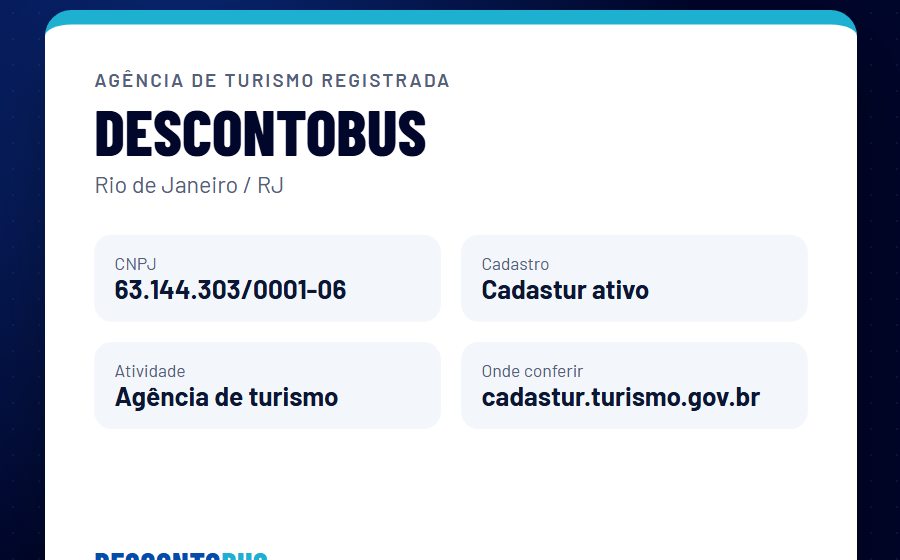 AGÊNCIA DE TURISMO REGISTRADA
DESCONTOBUS
Rio de Janeiro / RJ
CNPJ
63.144.303/0001-06
Cadastro
Cadastur ativo
Atividade
Agência de turismo
Onde conferir
cadastur.turismo.gov.br
DESCONTOBUS